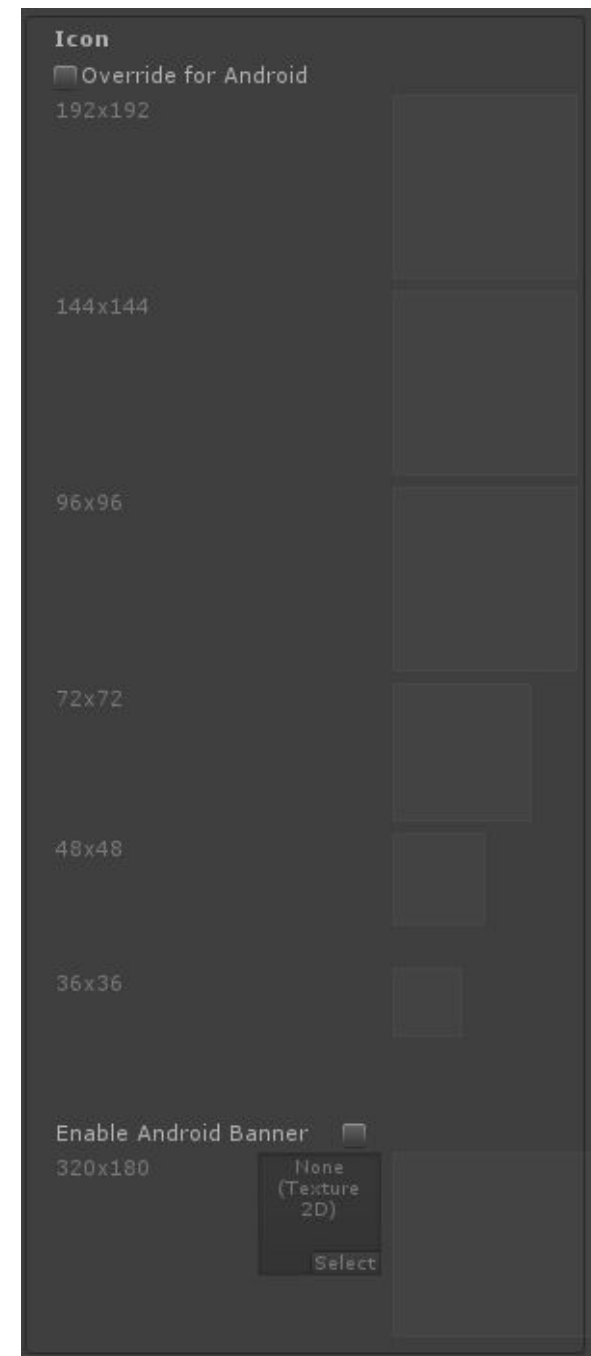 Icon
Override for Android
192x192
144x144
96x96
72x72
48x48
36x36
Enable Android Banner
320x180
None
(Texture
2D)
Select